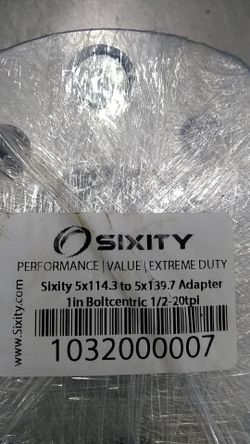 SIXITY
PERFORMANCE | VALUE | EXTREME DUTY
Sixity 5x114.3 to 5x139.7 Adapter
1in Boltcentric 1/2-20tpi
www.Sixity.com
1032000007